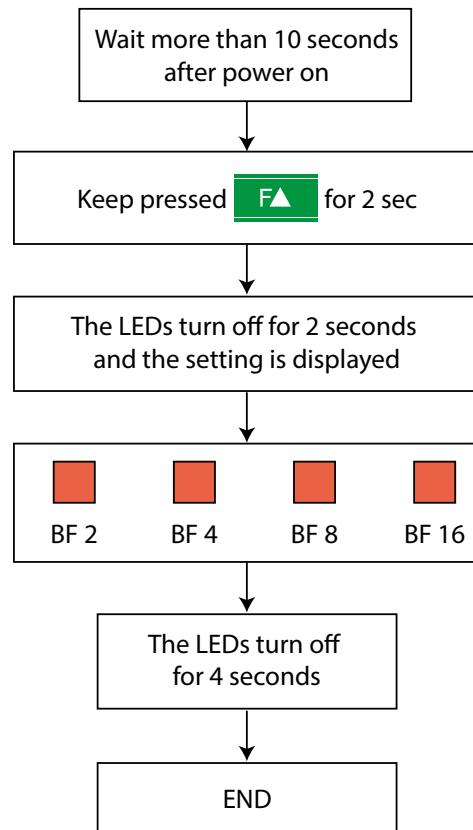 Wait more than 10 seconds
after power on
Keep pressed F▲ for 2 sec
The LEDs turn off for 2 seconds
and the setting is displayed
BF 2 BF 4 BF 8 BF 16
The LEDs turn off
for 4 seconds
END